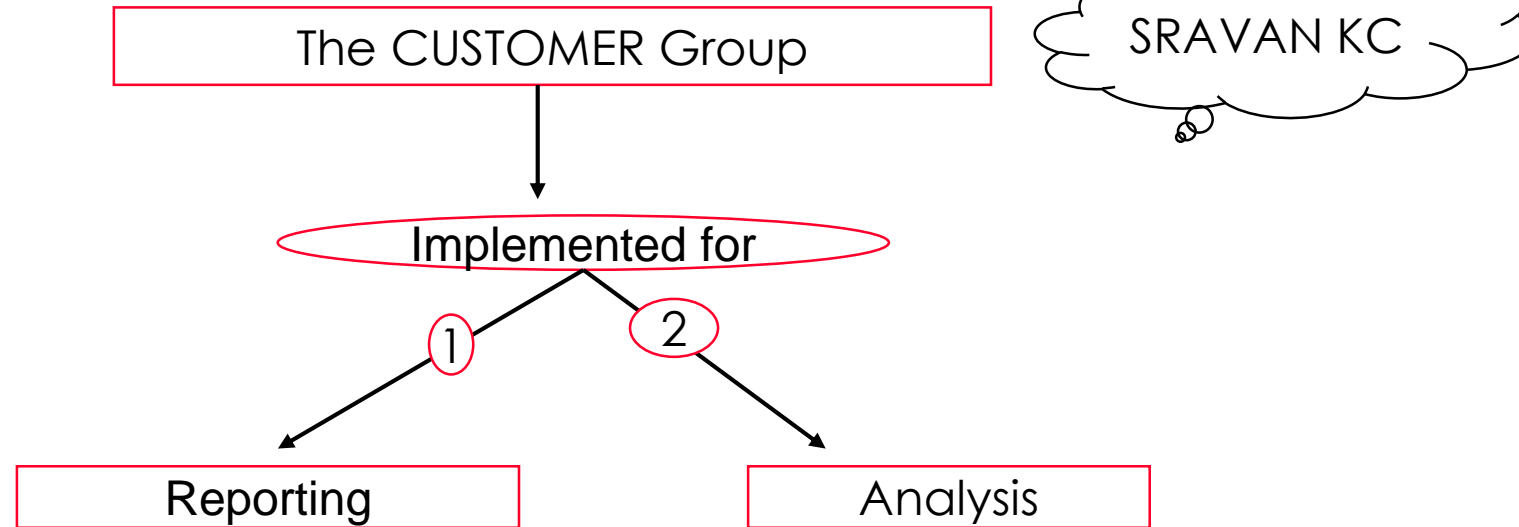 The CUSTOMER Group
SRAVAN KC
Implemented for
1
2
Reporting
Analysis